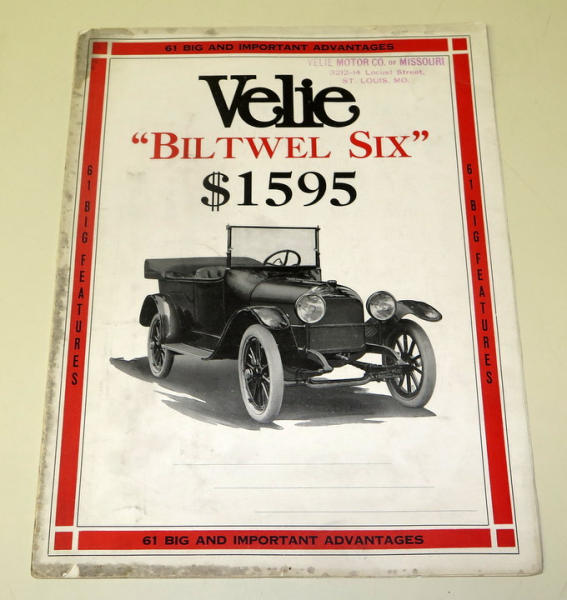 61 BIG AND IMPORTANT ADVANTAGES
VELIE MOTOR CO. OF MISSOURI
3212-14 Locust Street,
ST. LOUIS, MO.
Velie
“BILTWEL SIX”
$1595
61 BIG FEATURES
61 BIG FEATURES
61 BIG AND IMPORTANT ADVANTAGES